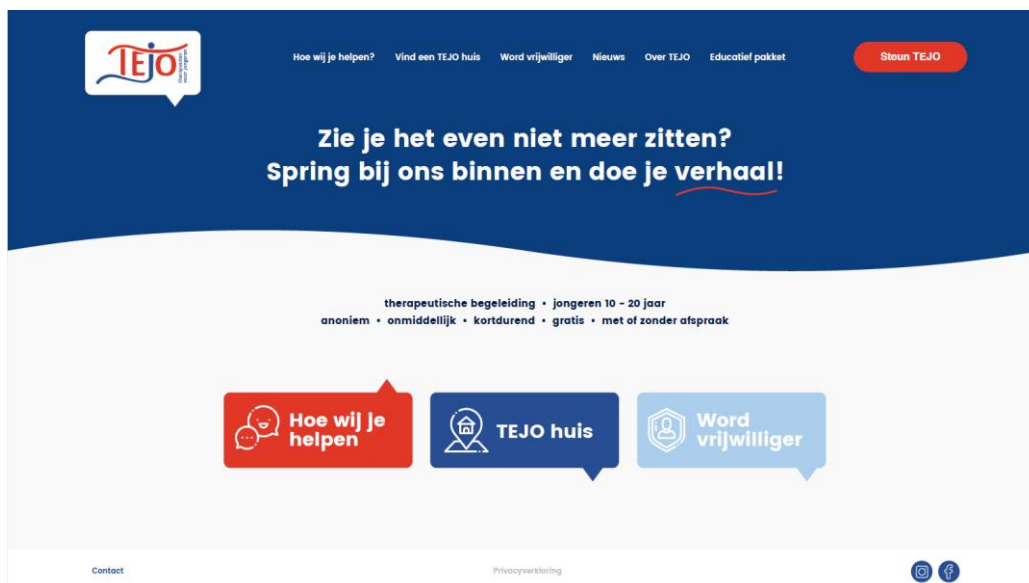 TEJO
therapeuten
voor jongeren
Hoe wij je helpen?
Vind een TEJO huis
Word vrijwilliger
Nieuws
Over TEJO
Educatief pakket
Steun TEJO
Zie je het even niet meer zitten?
Spring bij ons binnen en doe je verhaal!
therapeutische begeleiding • jongeren 10 - 20 jaar
anoniem • onmiddellijk • kortdurend • gratis • met of zonder afspraak
Hoe wij je
helpen
TEJO huis
Word
vrijwilliger
Contact
Privacyverklaring